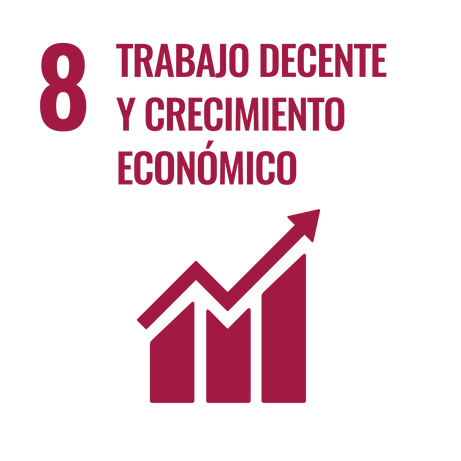 8 TRABAJO DECENTE
Y CRECIMIENTO
ECONÓMICO